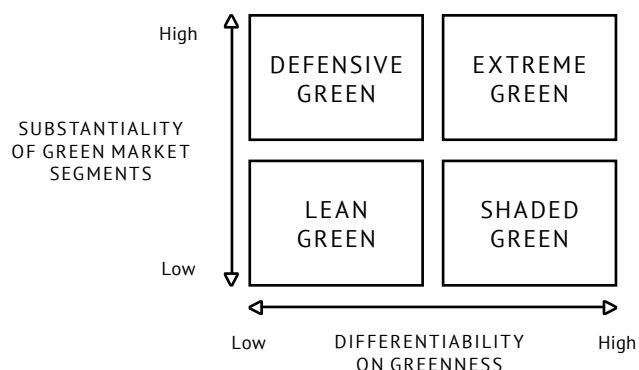 High
DEFENSIVE
GREEN
EXTREME
GREEN
SUBSTANTIALITY
OF GREEN MARKET
SEGMENTS
LEAN
GREEN
SHADED
GREEN
Low
Low
DIFFERENTIABILITY
ON GREENNESS
High